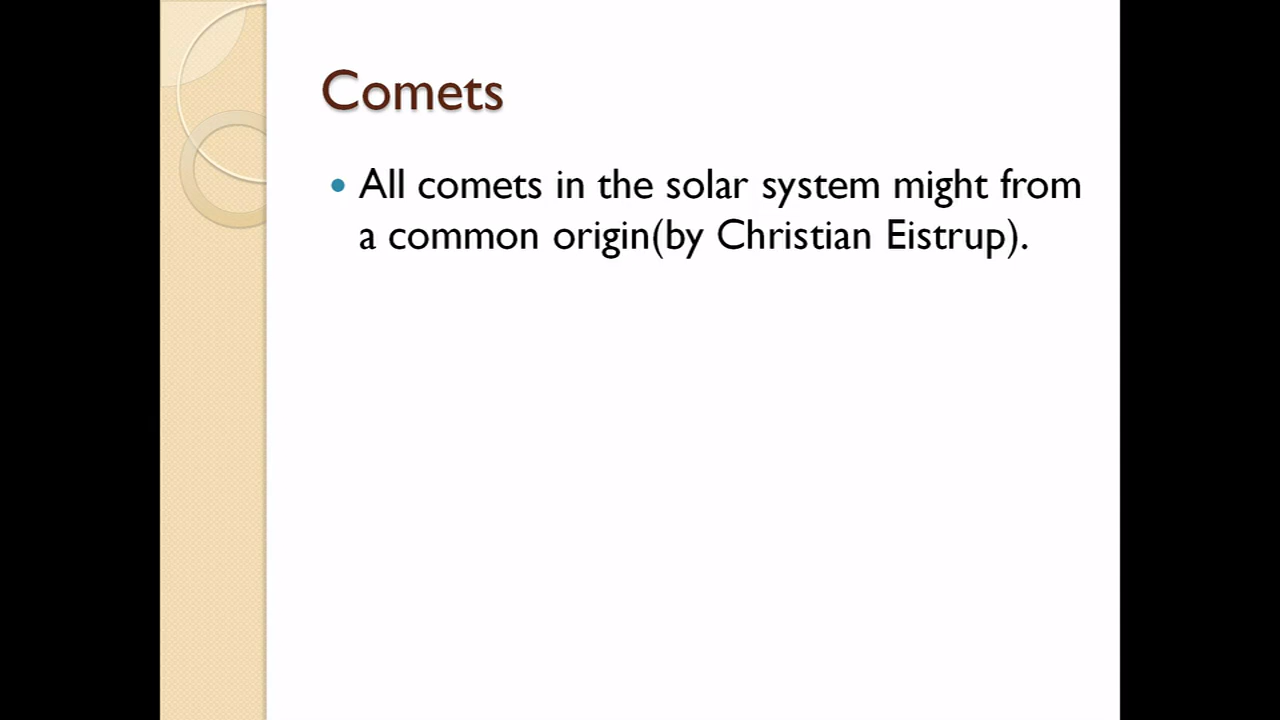 Comets
• All comets in the solar system might from
a common origin(by Christian Eistrup).